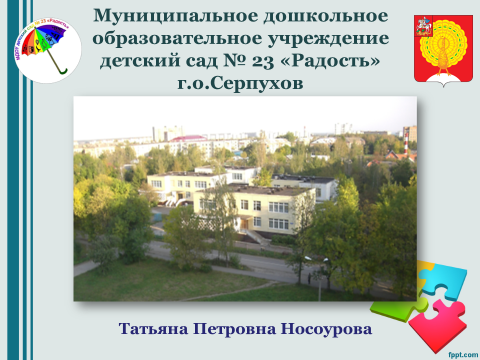 Муниципальное дошкольное
образовательное учреждение
детский сад № 23 «Радость»
г.о.Серпухов
Татьяна Петровна Носоурова
fppt.com